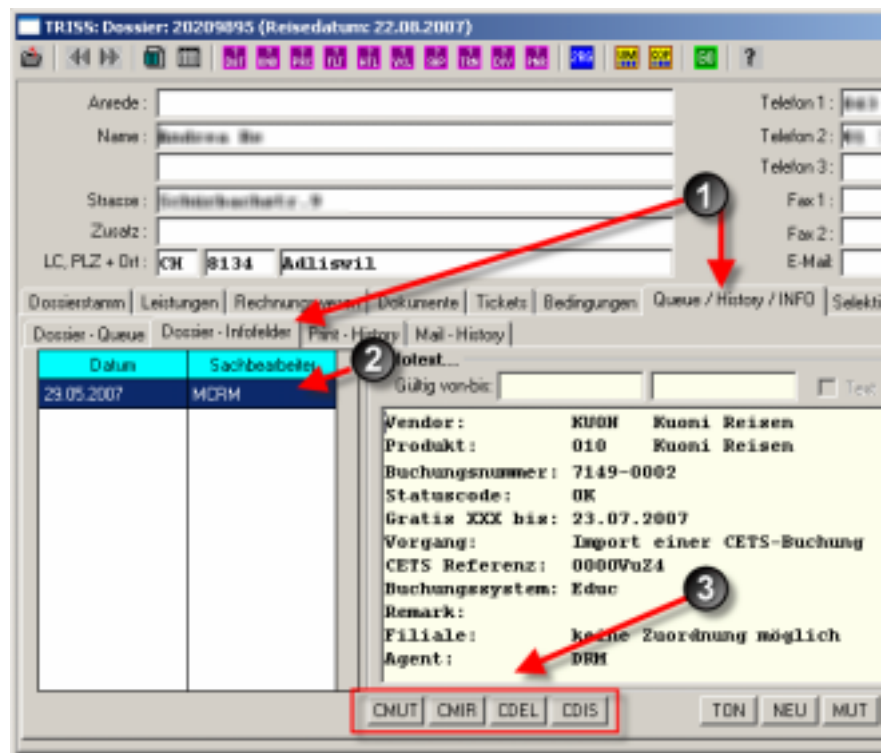 TRISS: Dossier: 20209895 (Reisedatum: 22.08.2007)
?
Anrede :
Telefon 1 :
Name :
Telefon 2 :
Telefon 3 :
Strasse :
Fax 1 :
Zusatz :
Fax 2 :
LC, PLZ + Ort : CH 8134 Adliswil
E-Mail
1
Dossierstamm Leistungen Dokumente Tickets Bedingungen Queue / History / INFO Selekti
Dossier - Queue Dossier - Infofelder Print - History Mail - History
Datum Sachbearbeiter
2
29.05.2007 MCRM
Gültig von-bis: Text
Vendor: KUON Kuoni Reisen
Produkt: 010 Kuoni Reisen
Buchungsnummer: 7149-0002
Statuscode: OK
Gratis XXX bis: 23.07.2007
Vorgang: Import einer CETS-Buchung
CETS Referenz: 0000VuZ4
Buchungssystem: Educ
3
Remark:
Filiale: keine Zuordnung möglich
Agent: DRM
CMUT CMIR CDEL CDIS TON NEU MUT